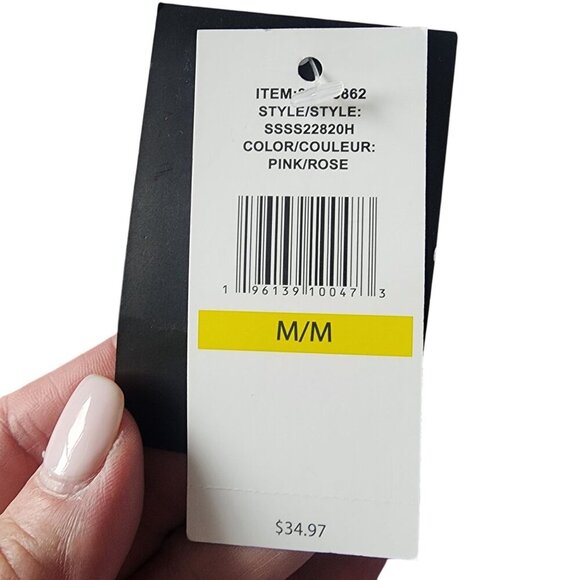 ITEM:
STYLE/STYLE:
SSSS22820H
COLOR/COULEUR:
PINK/ROSE
1 96139 10047 3
M/M
$34.97